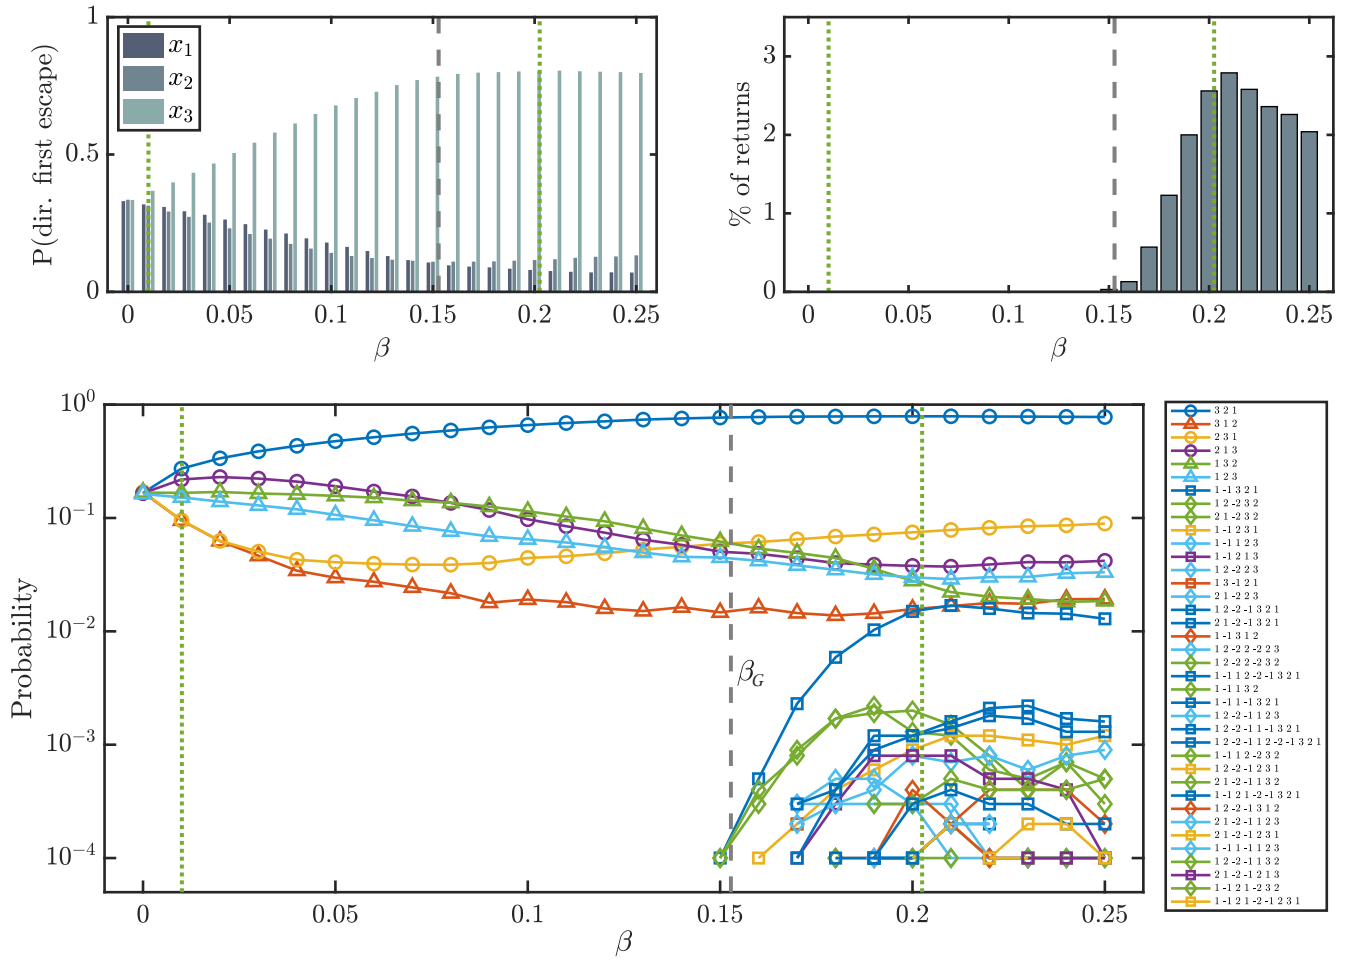 P(dir. first escape)
1
0.5
0
x1
x2
x3
0 0.05 0.1 0.15 0.2 0.25
β
% of returns
3
2
1
0
0 0.05 0.1 0.15 0.2 0.25
β
Probability
10^0
10^-1
10^-2
10^-3
10^-4
βG
0 0.05 0.1 0.15 0.2 0.25
β
3 2 1
3 1 2
2 3 1
2 1 3
1 3 2
1 2 3
1 -1 3 2 1
1 2 -2 3 2
2 1 -2 3 2
1 -1 2 3 1
1 -1 1 2 3
1 -1 2 1 3
1 2 -2 2 3
1 3 -1 2 1
2 1 -2 2 3
1 2 -2 -1 3 2 1
2 1 -2 -1 3 2 1
1 -1 3 1 2
1 2 -2 2 -2 2 3
1 2 -2 2 -2 3 2
1 -1 1 2 -2 -1 3 2 1
1 -1 1 3 2
1 -1 1 -1 3 2 1
1 2 -2 -1 1 2 3
1 2 -2 -1 1 -1 3 2 1
1 2 -2 -1 1 2 -2 -1 3 2 1
1 -1 1 2 -2 3 2
1 2 -2 -1 2 3 1
2 1 -2 -1 1 3 2
1 -1 2 1 -2 -1 3 2 1
1 2 -2 -1 3 1 2
2 1 -2 -1 1 2 3
2 1 -2 -1 2 3 1
1 -1 1 -1 1 2 3
1 2 -2 -1 1 3 2
2 1 -2 -1 2 1 3
1 -1 2 1 -2 3 2
1 -1 2 1 -2 -1 2 3 1